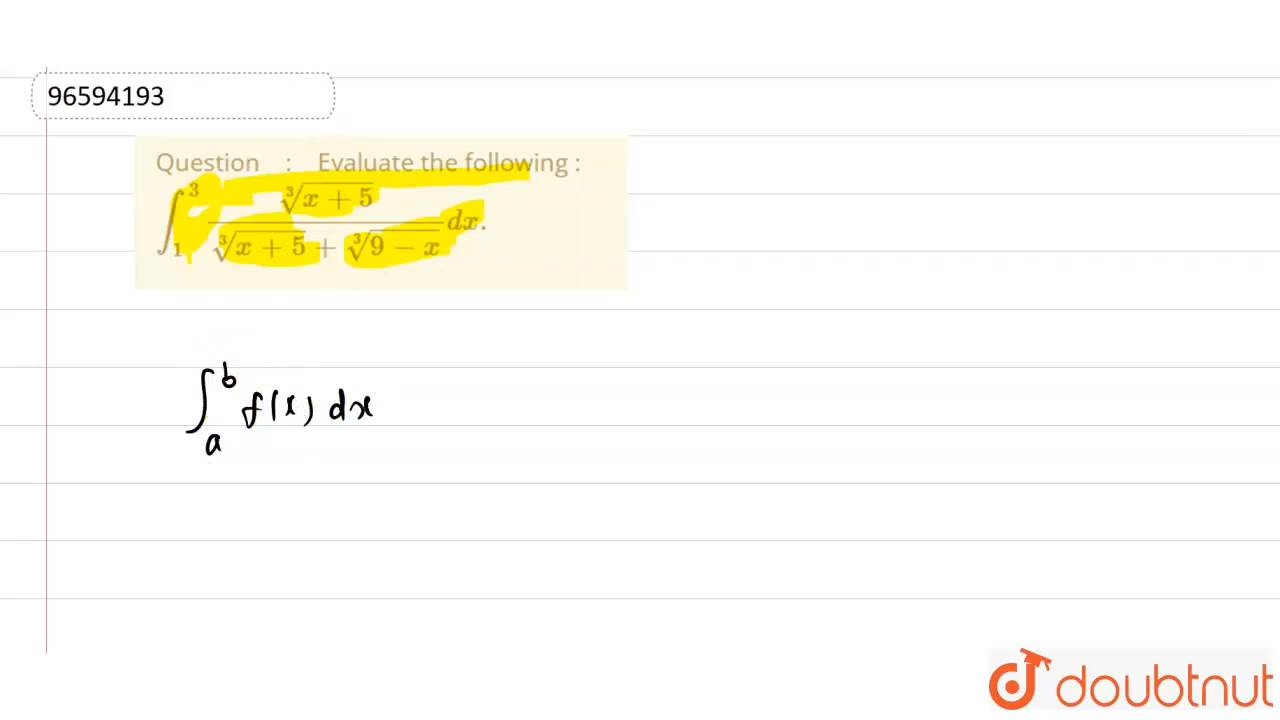 96594193
Question : Evaluate the following :
∫₁³ ∛(x + 5) / (∛(x + 5) + ∛(9 − x)) dx.
∫ₐᵇ f(x) dx
doubtnut